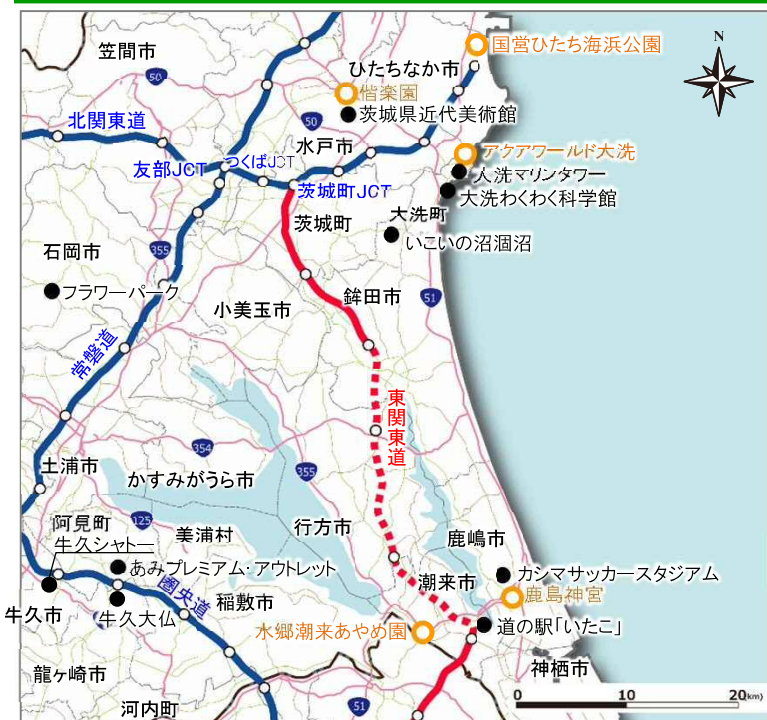 N
国営ひたち海浜公園
笠間市
ひたちなか市
50
偕楽園
茨城県近代美術館
50
北関東道
水戸市
アクアワールド大洗
友部JCT
つくばJCT
大洗マリンタワー
茨城町JCT
大洗わくわく科学館
茨城町
大洗町
いこいの沼涸沼
石岡市
355
フラワーパーク
小美玉市
鉾田市
51
常磐道
東関東道
354
土浦市
かすみがうら市
355
阿見町
125
美浦村
行方市
牛久シャトー
鹿嶋市
あみプレミアム・アウトレット
カシマサッカースタジアム
潮来市
圏央道
鹿島神宮
牛久市
牛久大仏
稲敷市
水郷潮来あやめ園
道の駅「いたこ」
龍ヶ崎市
神栖市
河内町
51
0 10 20(km)